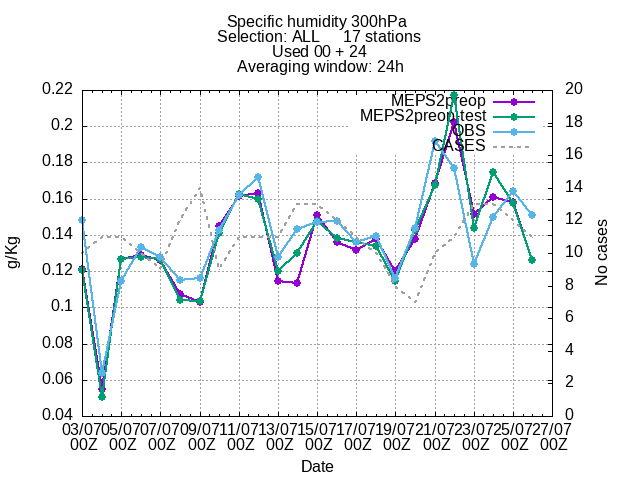 Specific humidity 300hPa
Selection: ALL 17 stations
Used 00 + 24
Averaging window: 24h
MEPS2preop
MEPS2preop-test
OBS
CASES
0.22
0.2
0.18
0.16
0.14
0.12
0.1
0.08
0.06
0.04
20
18
16
14
12
10
8
6
4
2
0
g/Kg
No cases
03/07 05/07 07/07 09/07 11/07 13/07 15/07 17/07 19/07 21/07 23/07 25/07 27/07
00Z 00Z 00Z 00Z 00Z 00Z 00Z 00Z 00Z 00Z 00Z 00Z 00Z
Date